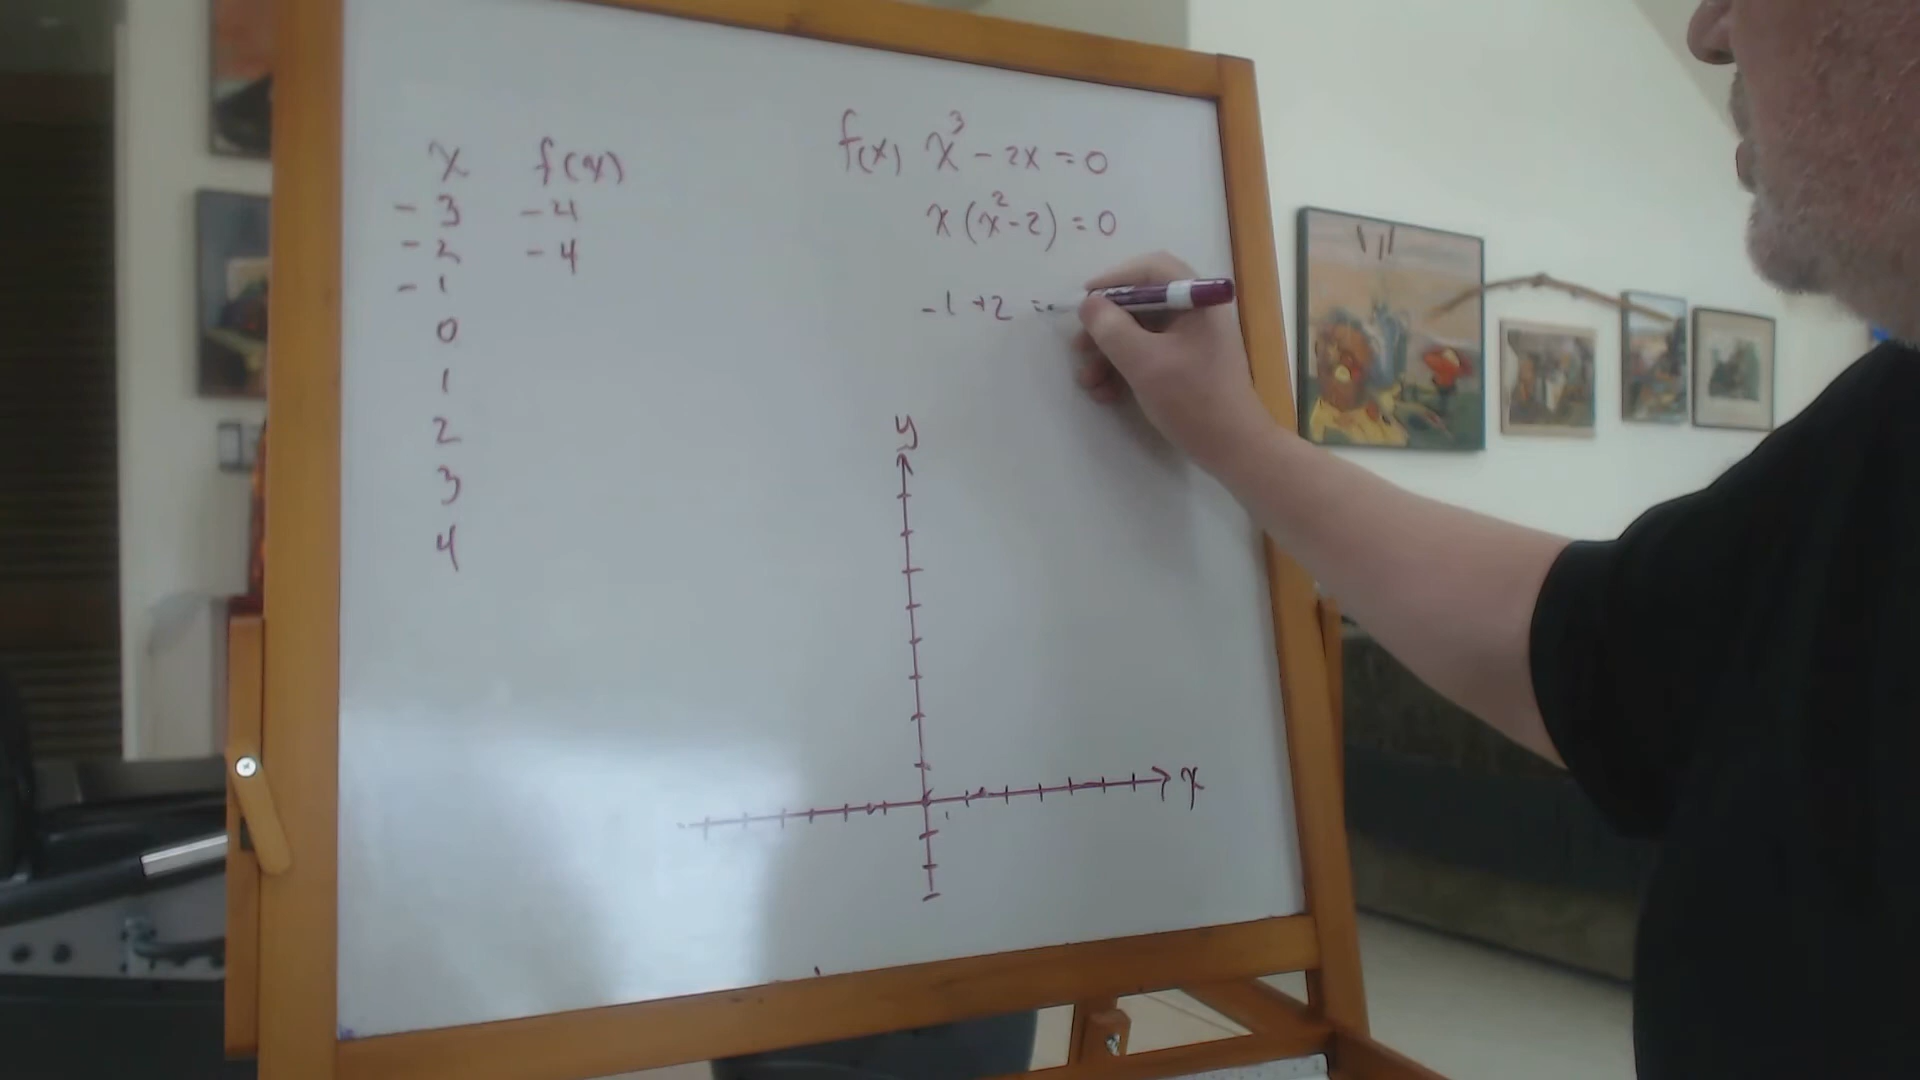 x f(x)
-3 -4
-2 -4
-1
0
1
2
3
4
f(x) x³ - 2x = 0
x(x² - 2) = 0
-1 + 2 =
y
x